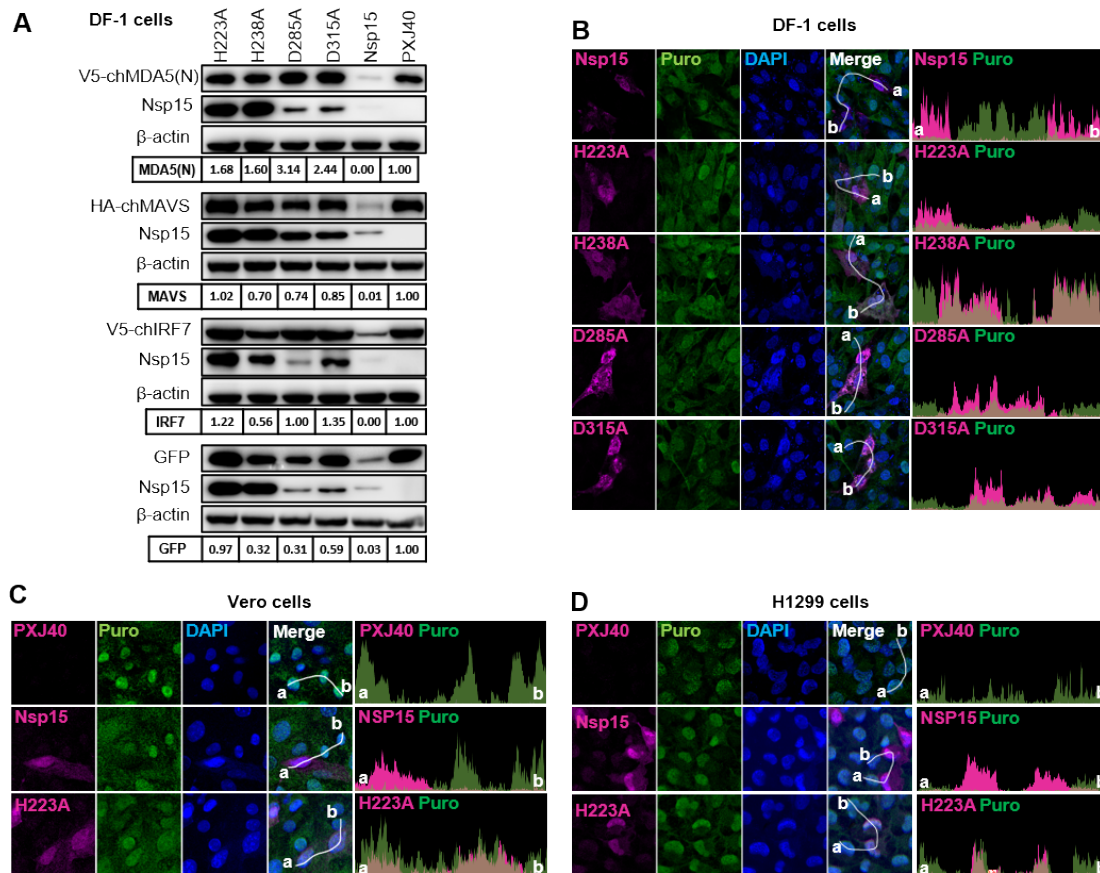 A
DF-1 cells
H223A H238A D285A D315A Nsp15 PXJ40
V5-chMDA5(N)
Nsp15
β-actin
MDA5(N) 1.68 1.60 3.14 2.44 0.00 1.00
HA-chMAVS
Nsp15
β-actin
MAVS 1.02 0.70 0.74 0.85 0.01 1.00
V5-chIRF7
Nsp15
β-actin
IRF7 1.22 0.56 1.00 1.35 0.00 1.00
GFP
Nsp15
β-actin
GFP 0.97 0.32 0.31 0.59 0.03 1.00
B
DF-1 cells
Nsp15 Puro DAPI Merge Nsp15 Puro
a b a b
H223A H223A Puro
b a
H238A H238A Puro
a b
D285A D285A Puro
a b
D315A D315A Puro
a b
C
Vero cells
PXJ40 Puro DAPI Merge PXJ40 Puro
a b a b
Nsp15 NSP15 Puro
b a a b
H223A H223A Puro
b a a b
D
H1299 cells
PXJ40 Puro DAPI Merge PXJ40 Puro
b a a b
Nsp15 NSP15 Puro
b a a b
H223A H223A Puro
b a a b